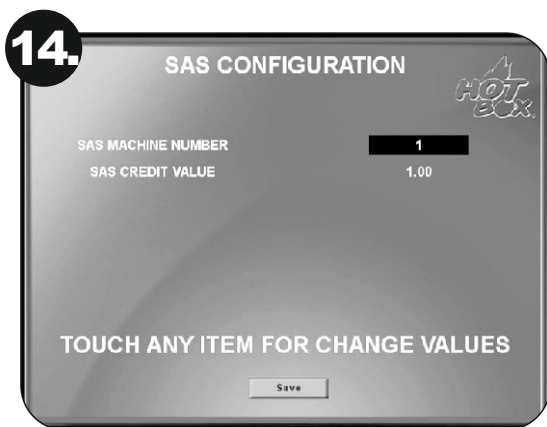 14.
SAS CONFIGURATION
HOT
BOX
SAS MACHINE NUMBER 1
SAS CREDIT VALUE 1.00
TOUCH ANY ITEM FOR CHANGE VALUES
Save